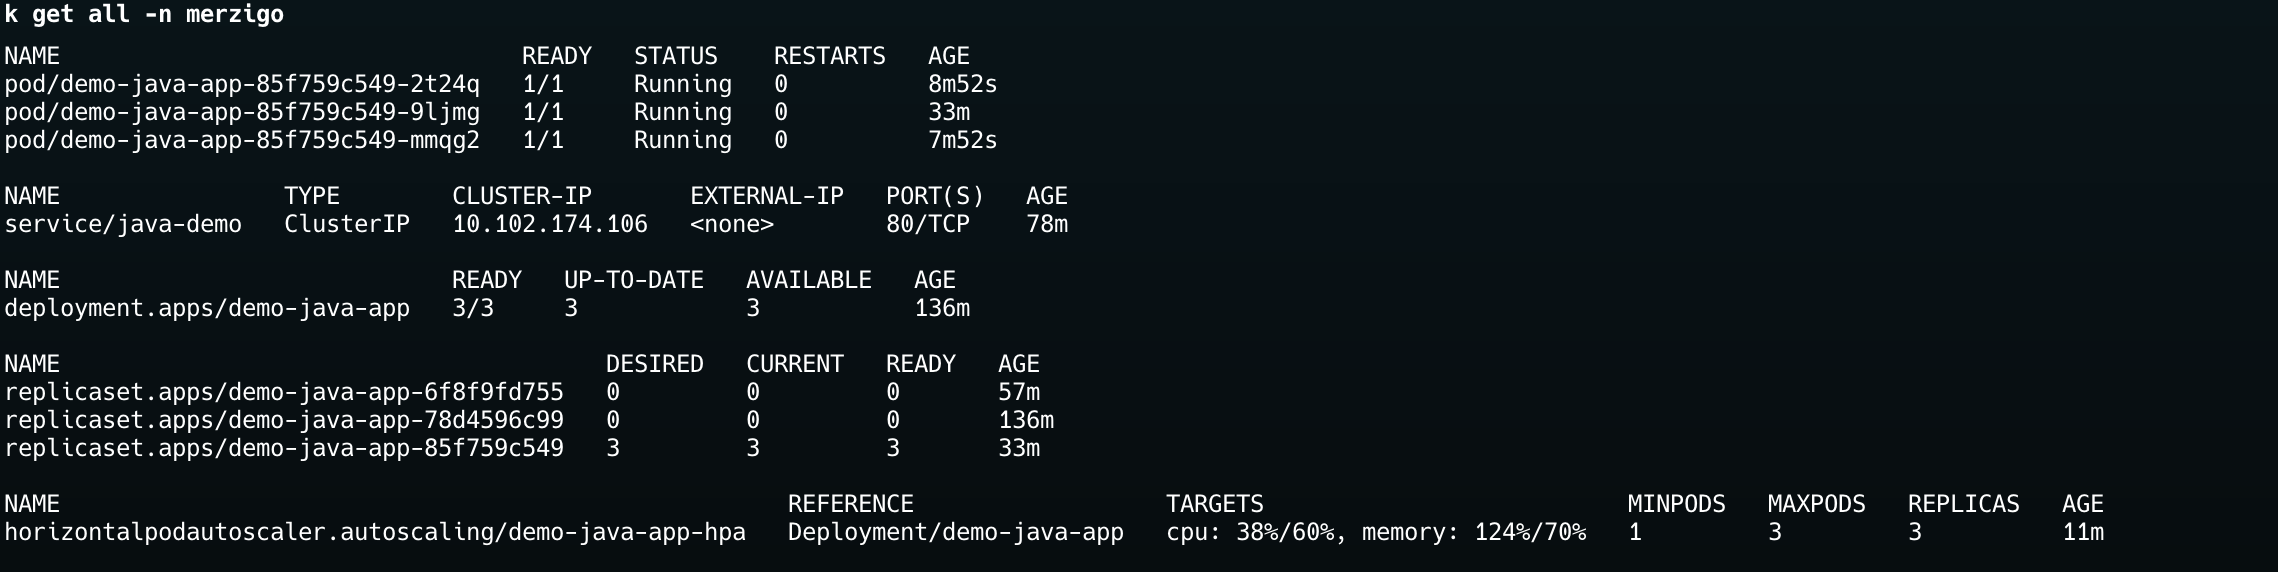 k get all -n merzigo
NAME READY STATUS RESTARTS AGE
pod/demo-java-app-85f759c549-2t24q 1/1 Running 0 8m52s
pod/demo-java-app-85f759c549-9ljmg 1/1 Running 0 33m
pod/demo-java-app-85f759c549-mmqg2 1/1 Running 0 7m52s
NAME TYPE CLUSTER-IP EXTERNAL-IP PORT(S) AGE
service/java-demo ClusterIP 10.102.174.106 <none> 80/TCP 78m
NAME READY UP-TO-DATE AVAILABLE AGE
deployment.apps/demo-java-app 3/3 3 3 136m
NAME DESIRED CURRENT READY AGE
replicaset.apps/demo-java-app-6f8f9fd755 0 0 0 57m
replicaset.apps/demo-java-app-78d4596c99 0 0 0 136m
replicaset.apps/demo-java-app-85f759c549 3 3 3 33m
NAME REFERENCE TARGETS MINPODS MAXPODS REPLICAS AGE
horizontalpodautoscaler.autoscaling/demo-java-app-hpa Deployment/demo-java-app cpu: 38%/60%, memory: 124%/70% 1 3 3 11m